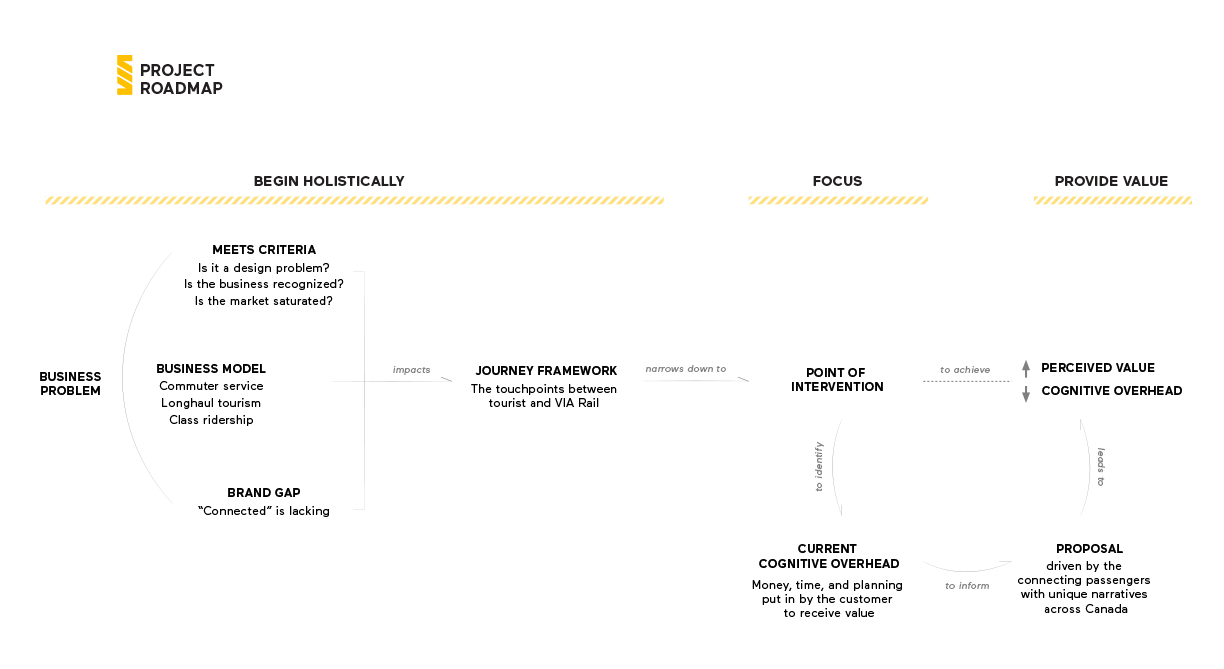 PROJECT
ROADMAP
BEGIN HOLISTICALLY
FOCUS
PROVIDE VALUE
BUSINESS
PROBLEM
MEETS CRITERIA
Is it a design problem?
Is the business recognized?
Is the market saturated?
BUSINESS MODEL
Commuter service
Longhaul tourism
Class ridership
BRAND GAP
“Connected” is lacking
impacts
JOURNEY FRAMEWORK
The touchpoints between
tourist and VIA Rail
narrows down to
POINT OF
INTERVENTION
to achieve
PERCEIVED VALUE
COGNITIVE OVERHEAD
to identify
leads to
CURRENT
COGNITIVE OVERHEAD
Money, time, and planning
put in by the customer
to receive value
to inform
PROPOSAL
driven by the
connecting passengers
with unique narratives
across Canada